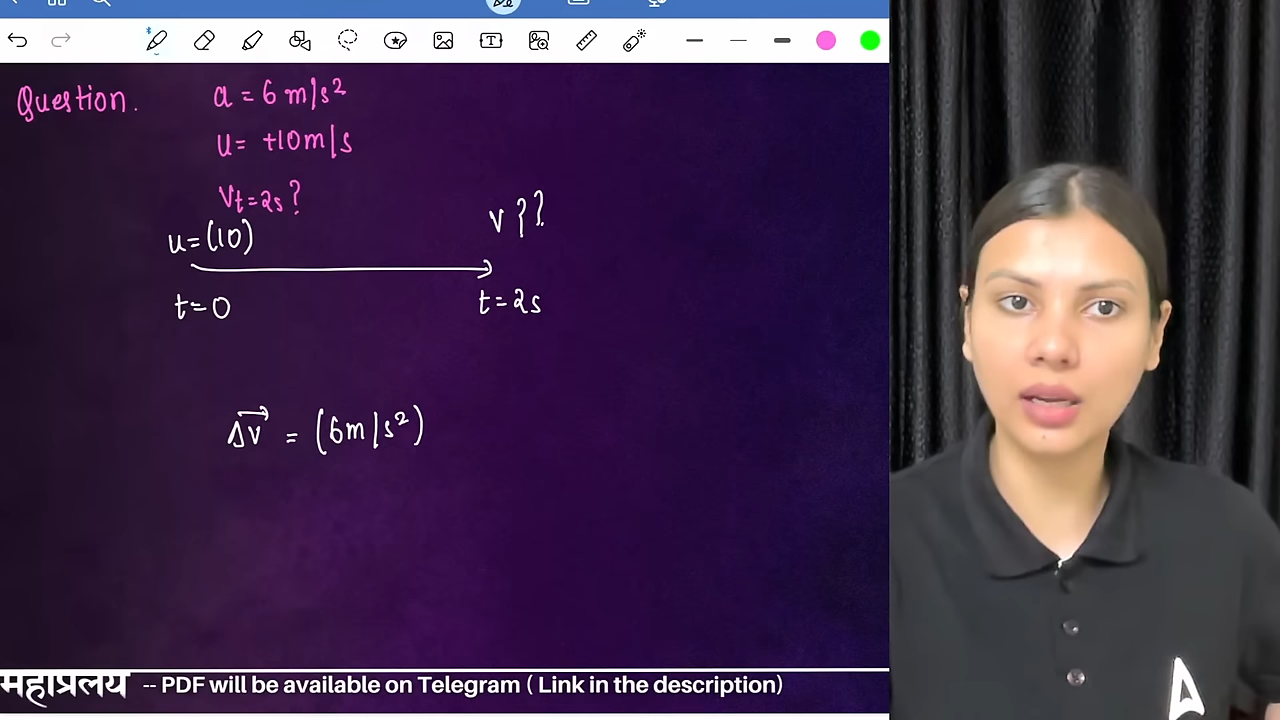 Question. a = 6 m/s²
u = +10m/s
Vt=2s?
u=(10)
v??
t=0
t=2s
Δv⃗ = (6m/s²)
महाप्रलय -- PDF will be available on Telegram ( Link in the description)